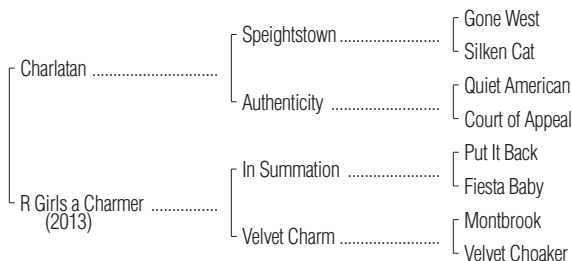 Gone West
Speightstown
Silken Cat
Charlatan
Quiet American
Authenticity
Court of Appeal
Put It Back
In Summation
Fiesta Baby
R Girls a Charmer
(2013)
Montbrook
Velvet Charm
Velvet Choaker